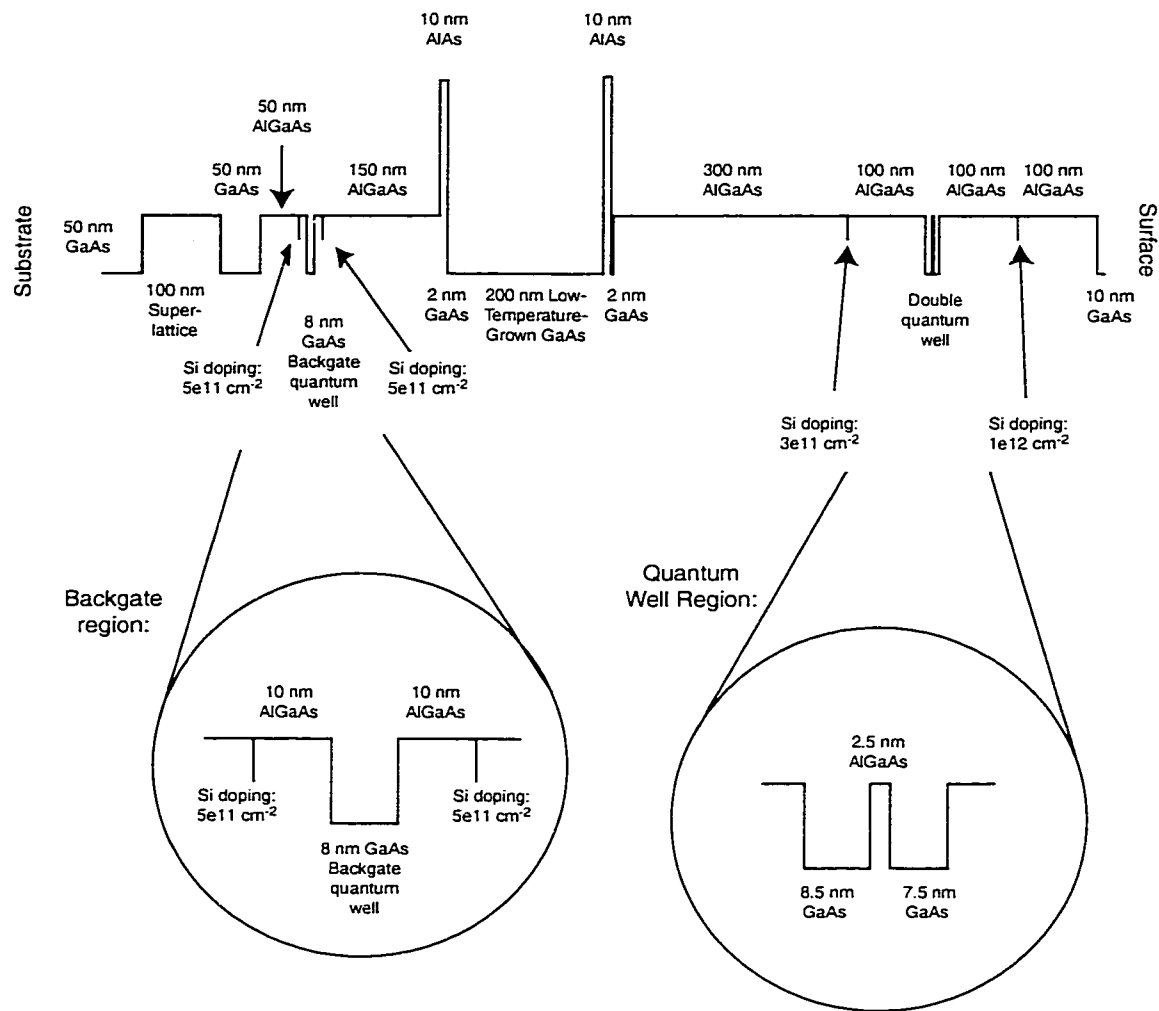 10 nm
AlAs
10 nm
AlAs
50 nm
AlGaAs
50 nm
GaAs
150 nm
AlGaAs
300 nm
AlGaAs
100 nm
AlGaAs
100 nm
AlGaAs
100 nm
AlGaAs
Substrate
50 nm
GaAs
Surface
100 nm
Super-
lattice
2 nm
GaAs
200 nm Low-
Temperature-
Grown GaAs
2 nm
GaAs
Double
quantum
well
10 nm
GaAs
8 nm
GaAs
Backgate
quantum
well
Si doping:
5e11 cm-2
Si doping:
5e11 cm-2
Si doping:
3e11 cm-2
Si doping:
1e12 cm-2
Backgate
region:
Quantum
Well Region:
10 nm
AlGaAs
10 nm
AlGaAs
Si doping:
5e11 cm-2
Si doping:
5e11 cm-2
8 nm GaAs
Backgate
quantum
well
2.5 nm
AlGaAs
8.5 nm
GaAs
7.5 nm
GaAs